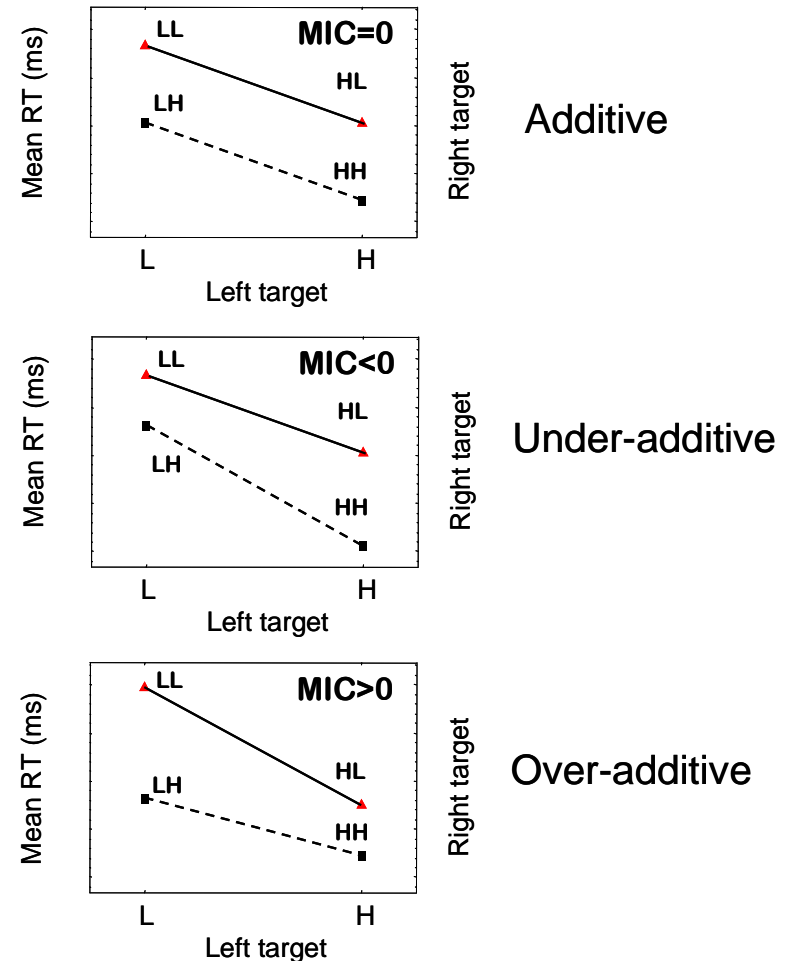 LL
MIC=0
HL
LH
HH
Mean RT (ms)
Right target
Additive
L
H
Left target
LL
MIC<0
HL
LH
HH
Mean RT (ms)
Right target
Under-additive
L
H
Left target
LL
MIC>0
HL
LH
HH
Mean RT (ms)
Right target
Over-additive
L
H
Left target